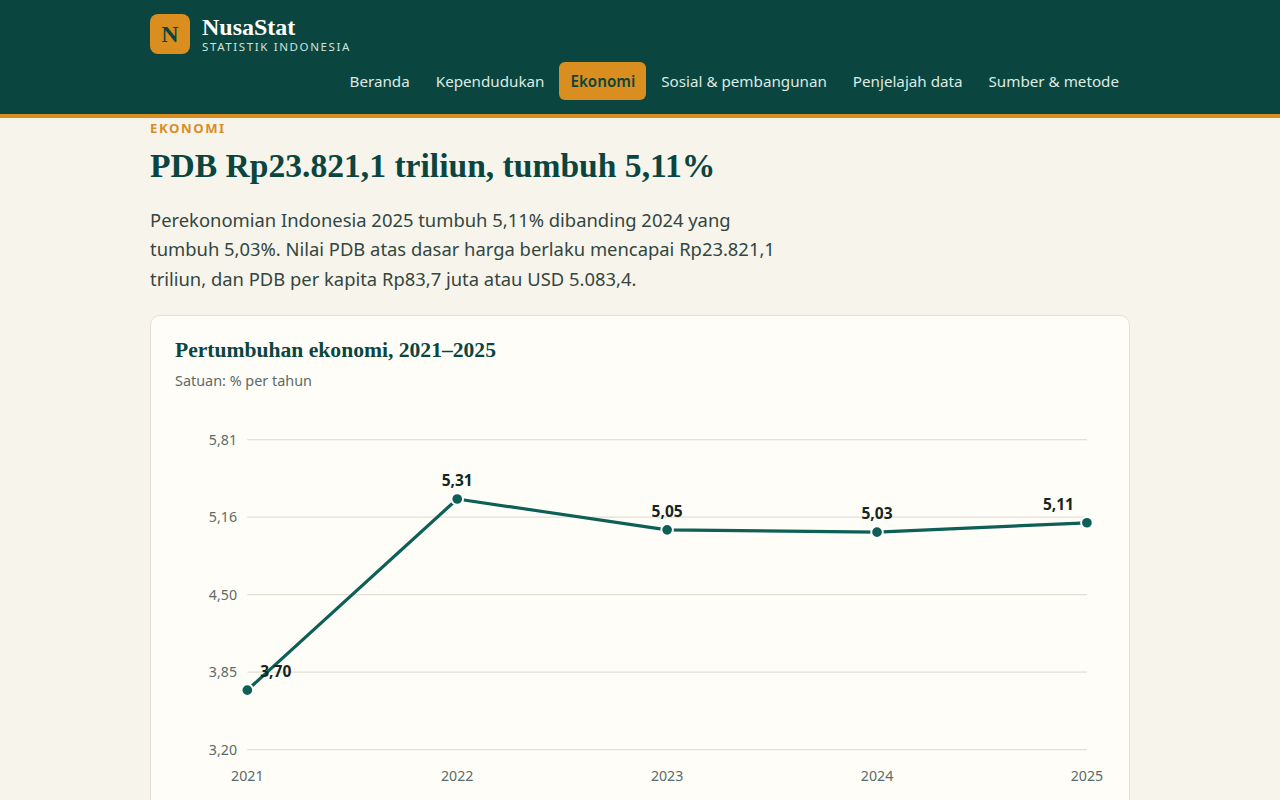 N
NusaStat
STATISTIK INDONESIA
Beranda
Kependudukan
Ekonomi
Sosial & pembangunan
Penjelajah data
Sumber & metode
EKONOMI
PDB Rp23.821,1 triliun, tumbuh 5,11%
Perekonomian Indonesia 2025 tumbuh 5,11% dibanding 2024 yang
tumbuh 5,03%. Nilai PDB atas dasar harga berlaku mencapai Rp23.821,1
triliun, dan PDB per kapita Rp83,7 juta atau USD 5.083,4.
Pertumbuhan ekonomi, 2021–2025
Satuan: % per tahun
5,81
5,31
5,16
5,05
5,03
5,11
4,50
3,85
3,70
3,20
2021
2022
2023
2024
2025